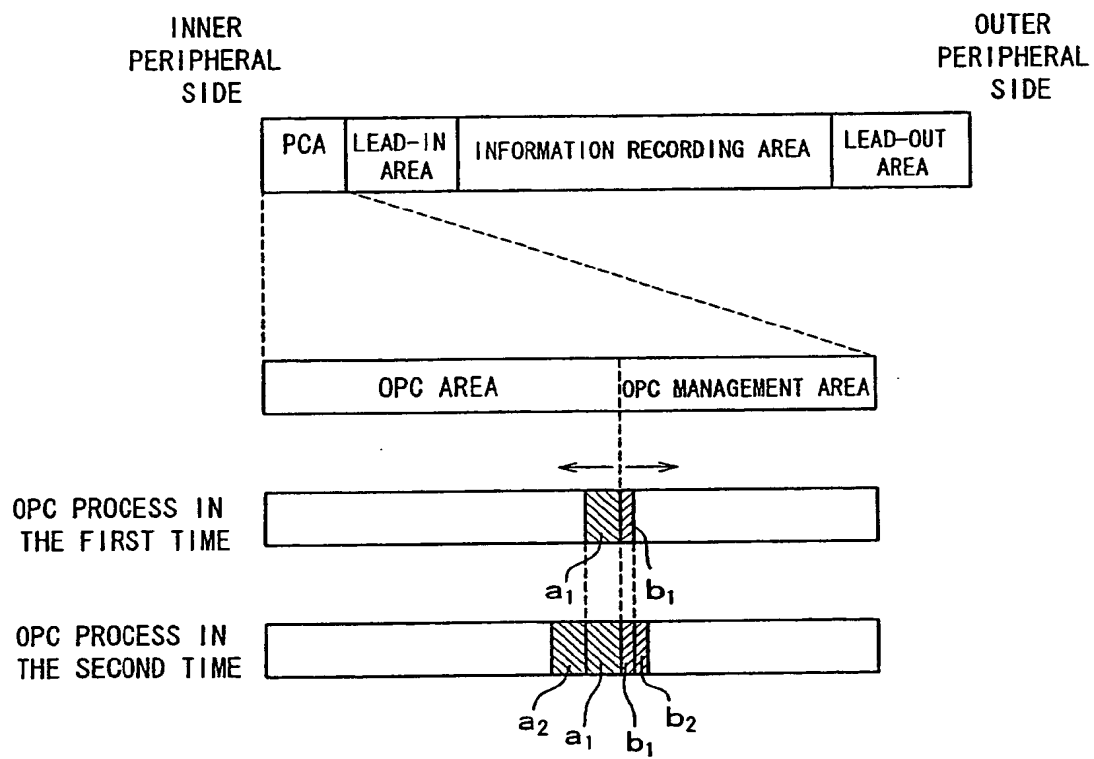 INNER
PERIPHERAL
SIDE
OUTER
PERIPHERAL
SIDE
PCA
LEAD-IN
AREA
INFORMATION RECORDING AREA
LEAD-OUT
AREA
OPC AREA
OPC MANAGEMENT AREA
OPC PROCESS IN
THE FIRST TIME
a1
b1
OPC PROCESS IN
THE SECOND TIME
a2
a1
b1
b2